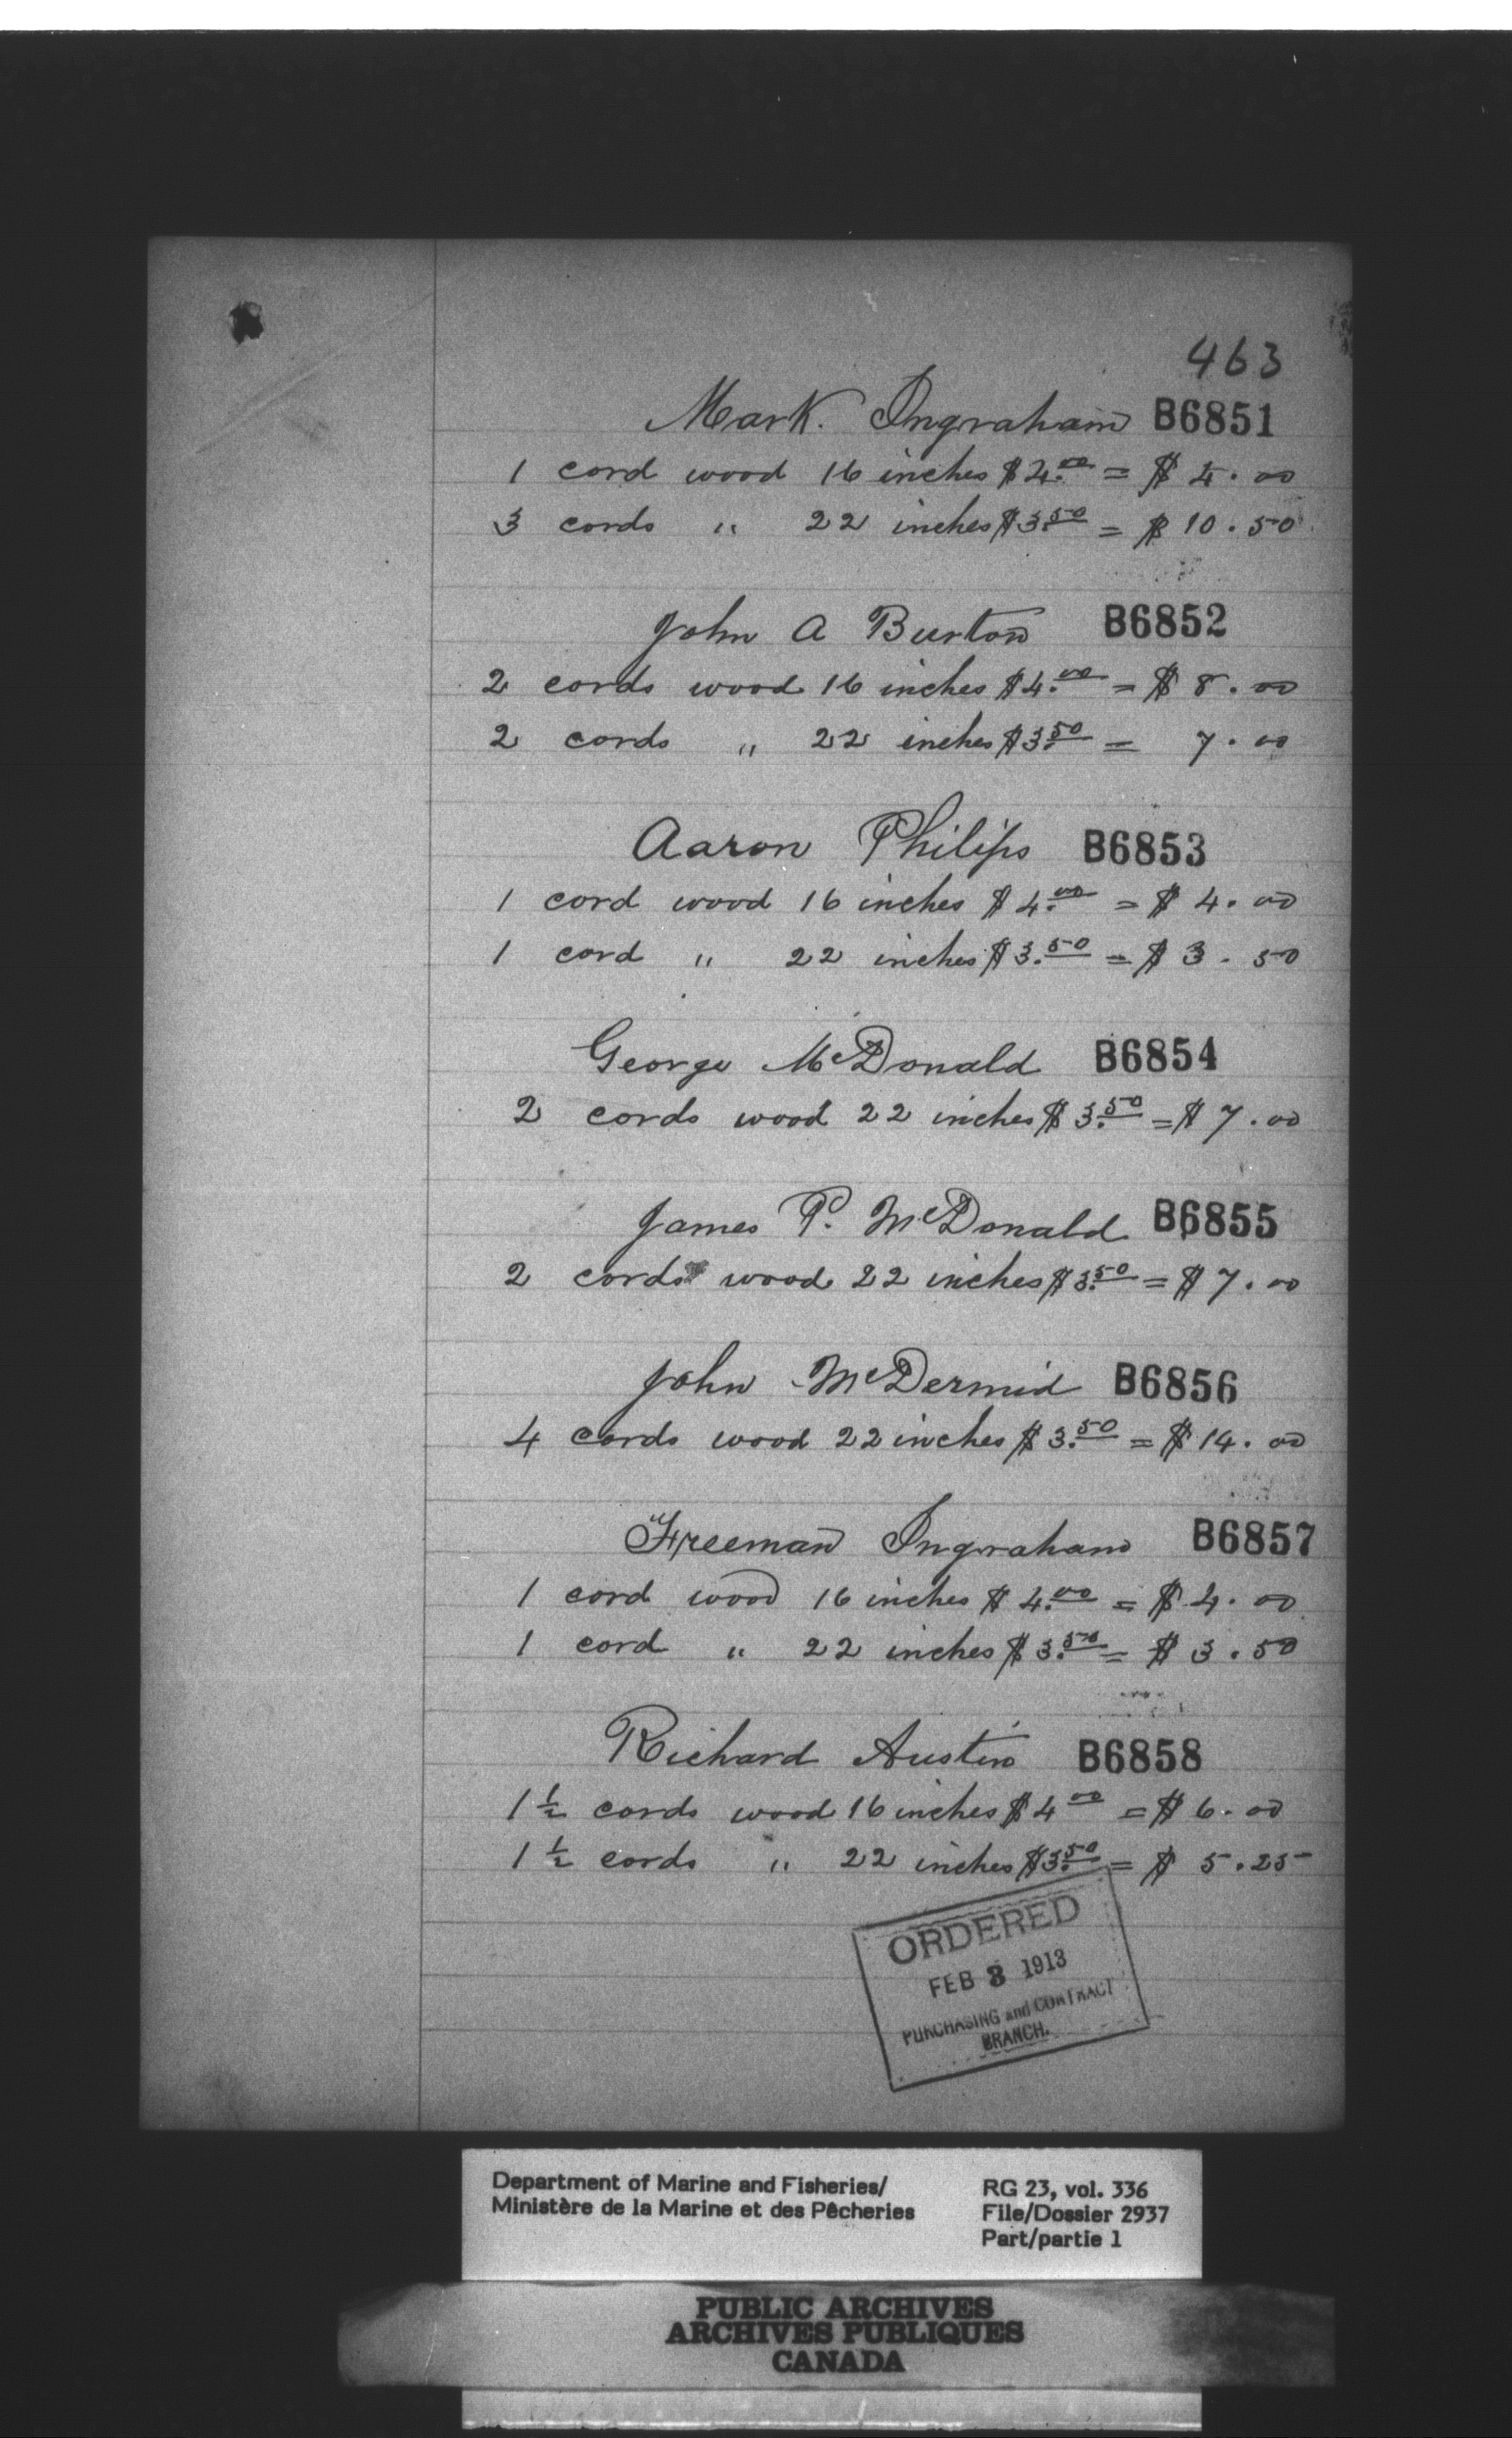 463
Mark. Ingraham B6851
1 cord wood 16 inches $4.00 = $4.00
3 cords " 22 inches $3.50 = $10.50
John A Burton B6852
2 cords wood 16 inches $4.00 = $8.00
2 cords " 22 inches $3.50 = 7.00
Aaron Philips B6853
1 cord wood 16 inches $4.00 = $4.00
1 cord " 22 inches $3.50 = $3.50
George McDonald B6854
2 cords wood 22 inches $3.50 = $7.00
James P. McDonald B6855
2 cords wood 22 inches $3.50 = $7.00
John McDermid B6856
4 cords wood 22 inches $3.50 = $14.00
Freeman Ingraham B6857
1 cord wood 16 inches $4.00 = $4.00
1 cord " 22 inches $3.50 = $3.50
Richard Austin B6858
1 1/2 cords wood 16 inches $4 00 = $6.00
1 1/2 cords " 22 inches $3.50 = $5.25
ORDERED
FEB 3 1913
PURCHASING and CONTRACT
BRANCH.
Department of Marine and Fisheries/ RG 23, vol. 336
Ministère de la Marine et des Pêcheries File/Dossier 2937
Part/partie 1
PUBLIC ARCHIVES
ARCHIVES PUBLIQUES
CANADA